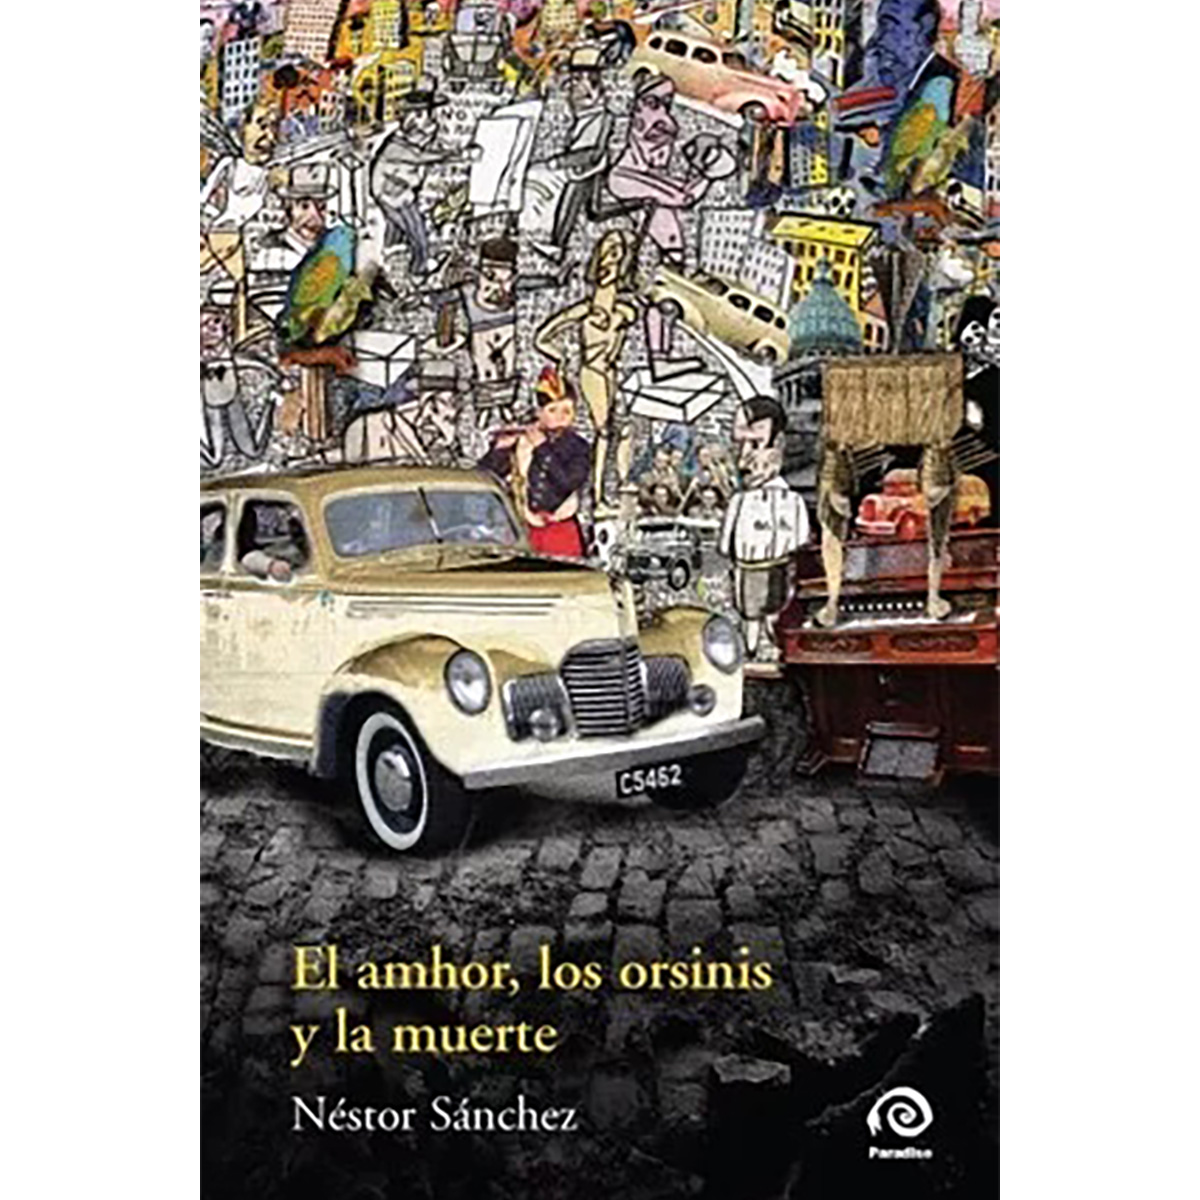 C5462
El amhor, los orsinis
y la muerte
Néstor Sánchez
Paradiso